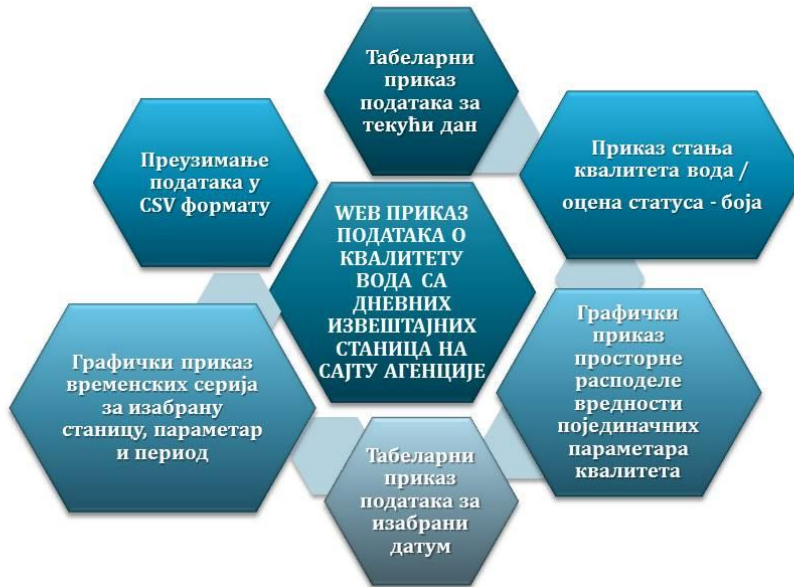 Табеларни
приказ
података за
текући дан
Приказ стања
квалитета вода /
оцена статуса - боја
Преузимање
података у
CSV формату
WEB ПРИКАЗ
ПОДАТАКА О
КВАЛИТЕТУ
ВОДА СА
ДНЕВНИХ
ИЗВЕШТАЈНИХ
СТАНИЦА НА
САЈТУ АГЕНЦИЈЕ
Графички
приказ
просторне
расподеле
вредности
појединачних
параметара
квалитета
Графички приказ
временских серија
за изабрану
станицу, параметар
и период
Табеларни
приказ
података за
изабрани
датум